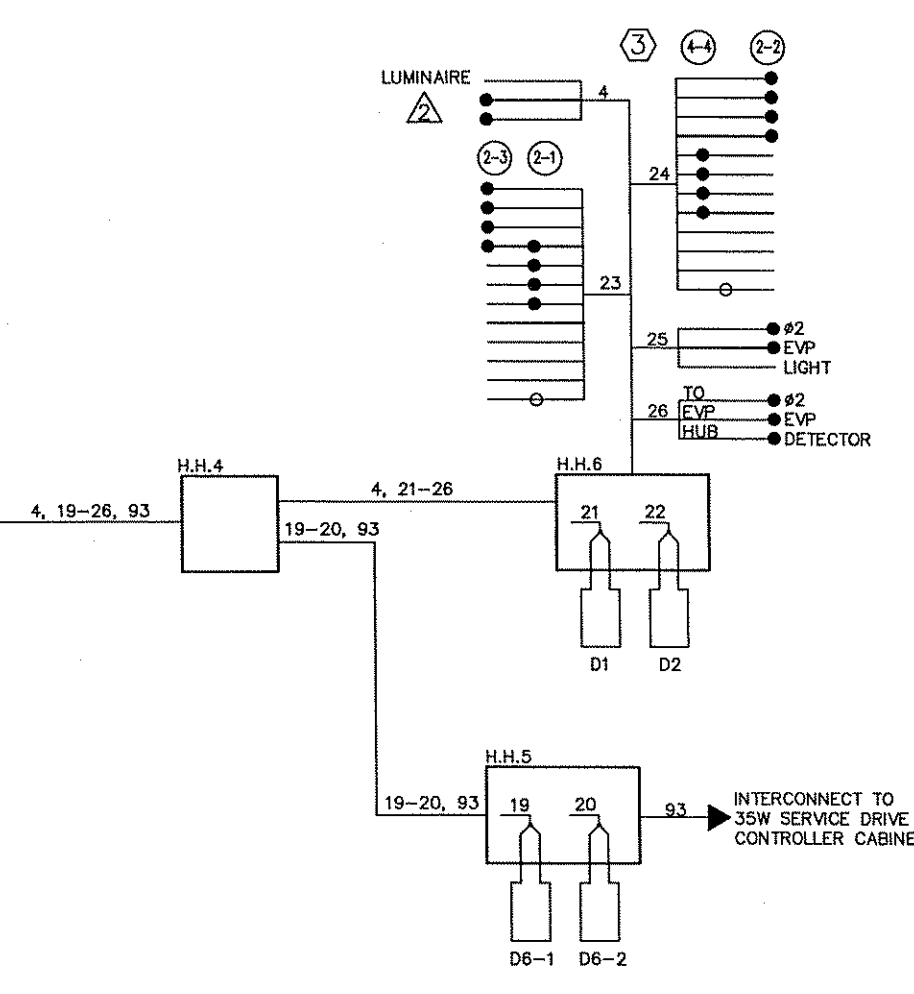 3 4-4 2-2
LUMINAIRE
2
4
2-3 2-1
24
23
25
ø2
EVP
LIGHT
26
TO
EVP
HUB
ø2
EVP
DETECTOR
H.H.4
H.H.6
4, 19-26, 93
4, 21-26
19-20, 93
21 22
D1 D2
H.H.5
19-20, 93
19 20
93
INTERCONNECT TO
35W SERVICE DRIVE
CONTROLLER CABINE
D6-1 D6-2